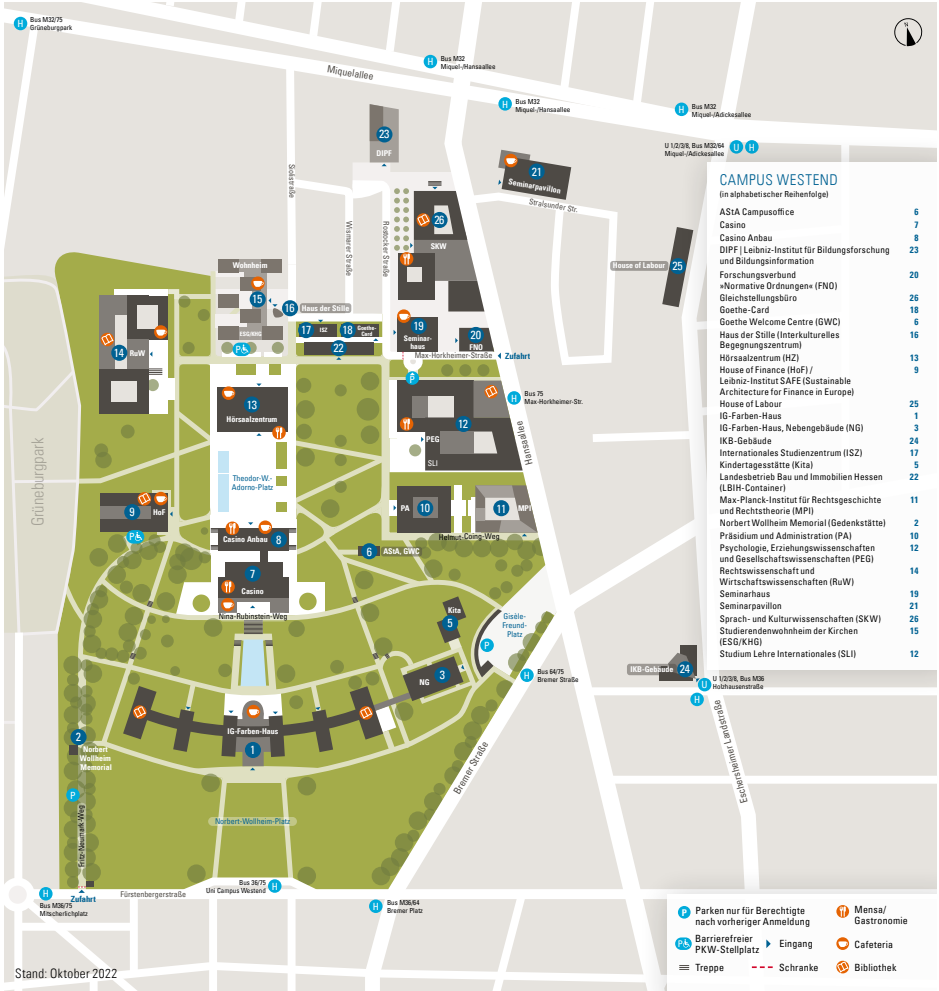 Bus M32/75
Grüneburgpark
N
Bus M32
Miquel-/Hansaallee
Miquelallee
Bus M32
Miquel-/Hansaallee
Bus M32
Miquel-/Adickesallee
U 1/2/3/8, Bus M32/64
Miquel-/Adickesallee
23
DIPF
21
Seminarpavillon
Stralsunder Str.
Siolistraße
Wismarer Straße
Rostocker Straße
26
SKW
House of Labour
25
Wohnheim
15
16
Haus der Stille
ESG/KHG
17
ISZ
18
Goethe-
Card
22
19
Seminar-
haus
20
FNO
Max-Horkheimer-Straße
Zufahrt
14
RuW
13
Hörsaalzentrum
Bus 75
Max-Horkheimer-Str.
12
PEG
SLI
Hansaallee
Grüneburgpark
Theodor-W.-
Adorno-Platz
9
HoF
PA
10
11
MPI
Helmut-Coing-Weg
Casino Anbau
8
6
AStA, GWC
7
Casino
Nina-Rubinstein-Weg
Kita
5
Gisèle-
Freund-
Platz
NG
3
Bus 64/75
Bremer Straße
IKB-Gebäude
24
U 1/2/3/8, Bus M36
Holzhausenstraße
IG-Farben-Haus
1
2
Norbert
Wollheim
Memorial
Bremer Straße
Eschersheimer Landstraße
Norbert-Wollheim-Platz
Fritz-Neumark-Weg
Zufahrt
Fürstenbergerstraße
Bus 36/75
Uni Campus Westend
Bus M36/75
Mitscherlichplatz
Bus M36/64
Bremer Platz
CAMPUS WESTEND
(in alphabetischer Reihenfolge)
AStA Campusoffice 6
Casino 7
Casino Anbau 8
DIPF | Leibniz-Institut für Bildungsforschung 23
und Bildungsinformation
Forschungsverbund 20
»Normative Ordnungen« (FNO)
Gleichstellungsbüro 26
Goethe-Card 18
Goethe Welcome Centre (GWC) 6
Haus der Stille (Interkulturelles 16
Begegnungszentrum)
Hörsaalzentrum (HZ) 13
House of Finance (HoF) / 9
Leibniz-Institut SAFE (Sustainable
Architecture for Finance in Europe)
House of Labour 25
IG-Farben-Haus 1
IG-Farben-Haus, Nebengebäude (NG) 3
IKB-Gebäude 24
Internationales Studienzentrum (ISZ) 17
Kindertagesstätte (Kita) 5
Landesbetrieb Bau und Immobilien Hessen 22
(LBIH-Container)
Max-Planck-Institut für Rechtsgeschichte 11
und Rechtstheorie (MPI)
Norbert Wollheim Memorial (Gedenkstätte) 2
Präsidium und Administration (PA) 10
Psychologie, Erziehungswissenschaften 12
und Gesellschaftswissenschaften (PEG)
Rechtswissenschaft und 14
Wirtschaftswissenschaften (RuW)
Seminarhaus 19
Seminarpavillon 21
Sprach- und Kulturwissenschaften (SKW) 26
Studierendenwohnheim der Kirchen 15
(ESG/KHG)
Studium Lehre Internationales (SLI) 12
P Parken nur für Berechtigte
nach vorheriger Anmeldung
Mensa/
Gastronomie
Barrierefreier
PKW-Stellplatz
Eingang
Cafeteria
Treppe
Schranke
Bibliothek
Stand: Oktober 2022